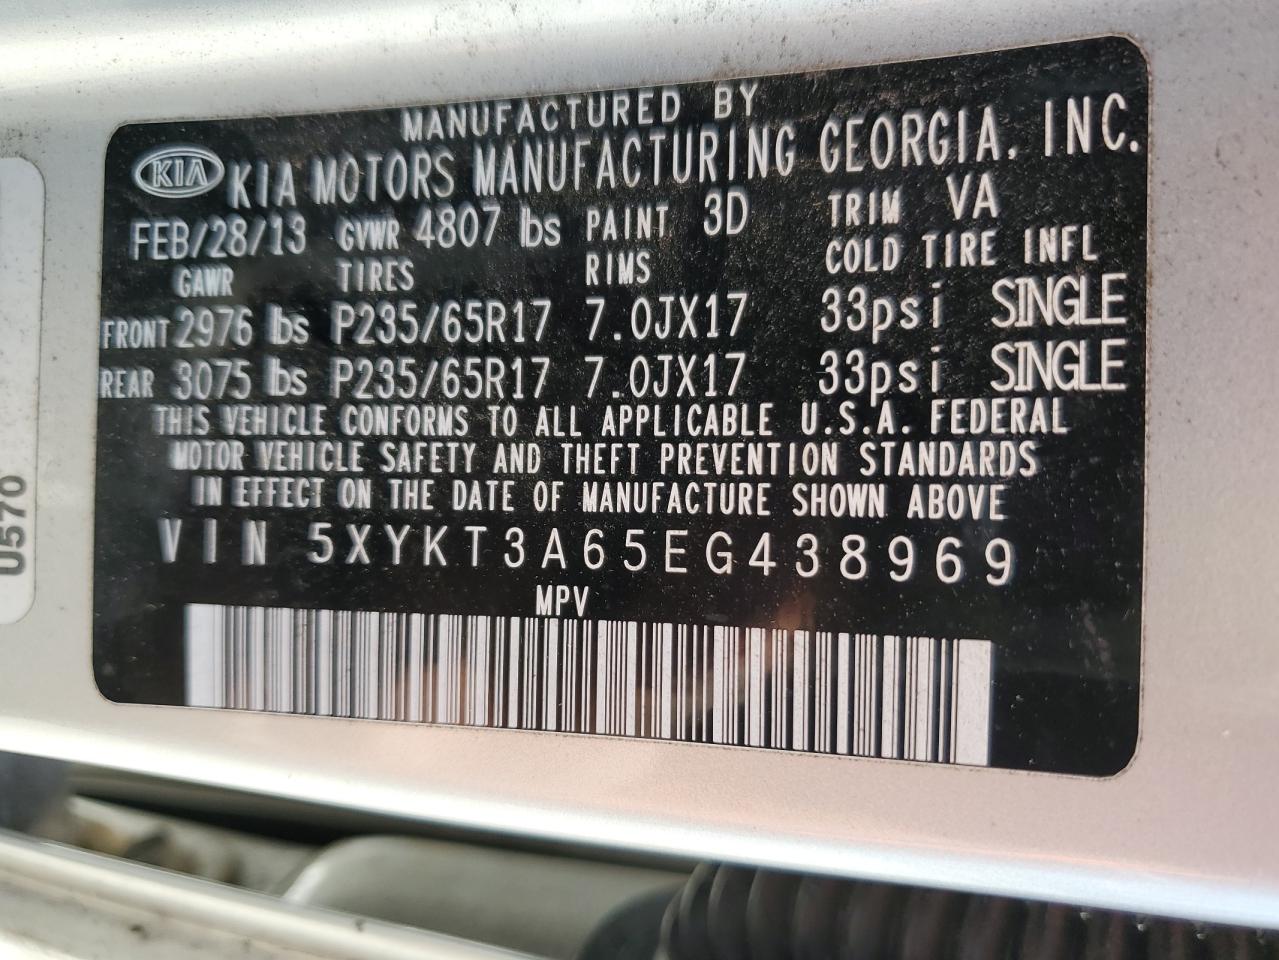 MANUFACTURED BY
KIA KIA MOTORS MANUFACTURING GEORGIA, INC.
FEB/28/13 GVWR 4807 lbs PAINT 3D TRIM VA
GAWR TIRES RIMS COLD TIRE INFL
FRONT 2976 lbs P235/65R17 7.0JX17 33psi SINGLE
REAR 3075 lbs P235/65R17 7.0JX17 33psi SINGLE
THIS VEHICLE CONFORMS TO ALL APPLICABLE U.S.A. FEDERAL
MOTOR VEHICLE SAFETY AND THEFT PREVENTION STANDARDS
IN EFFECT ON THE DATE OF MANUFACTURE SHOWN ABOVE
VIN 5XYKT3A65EG438969
MPV
U570